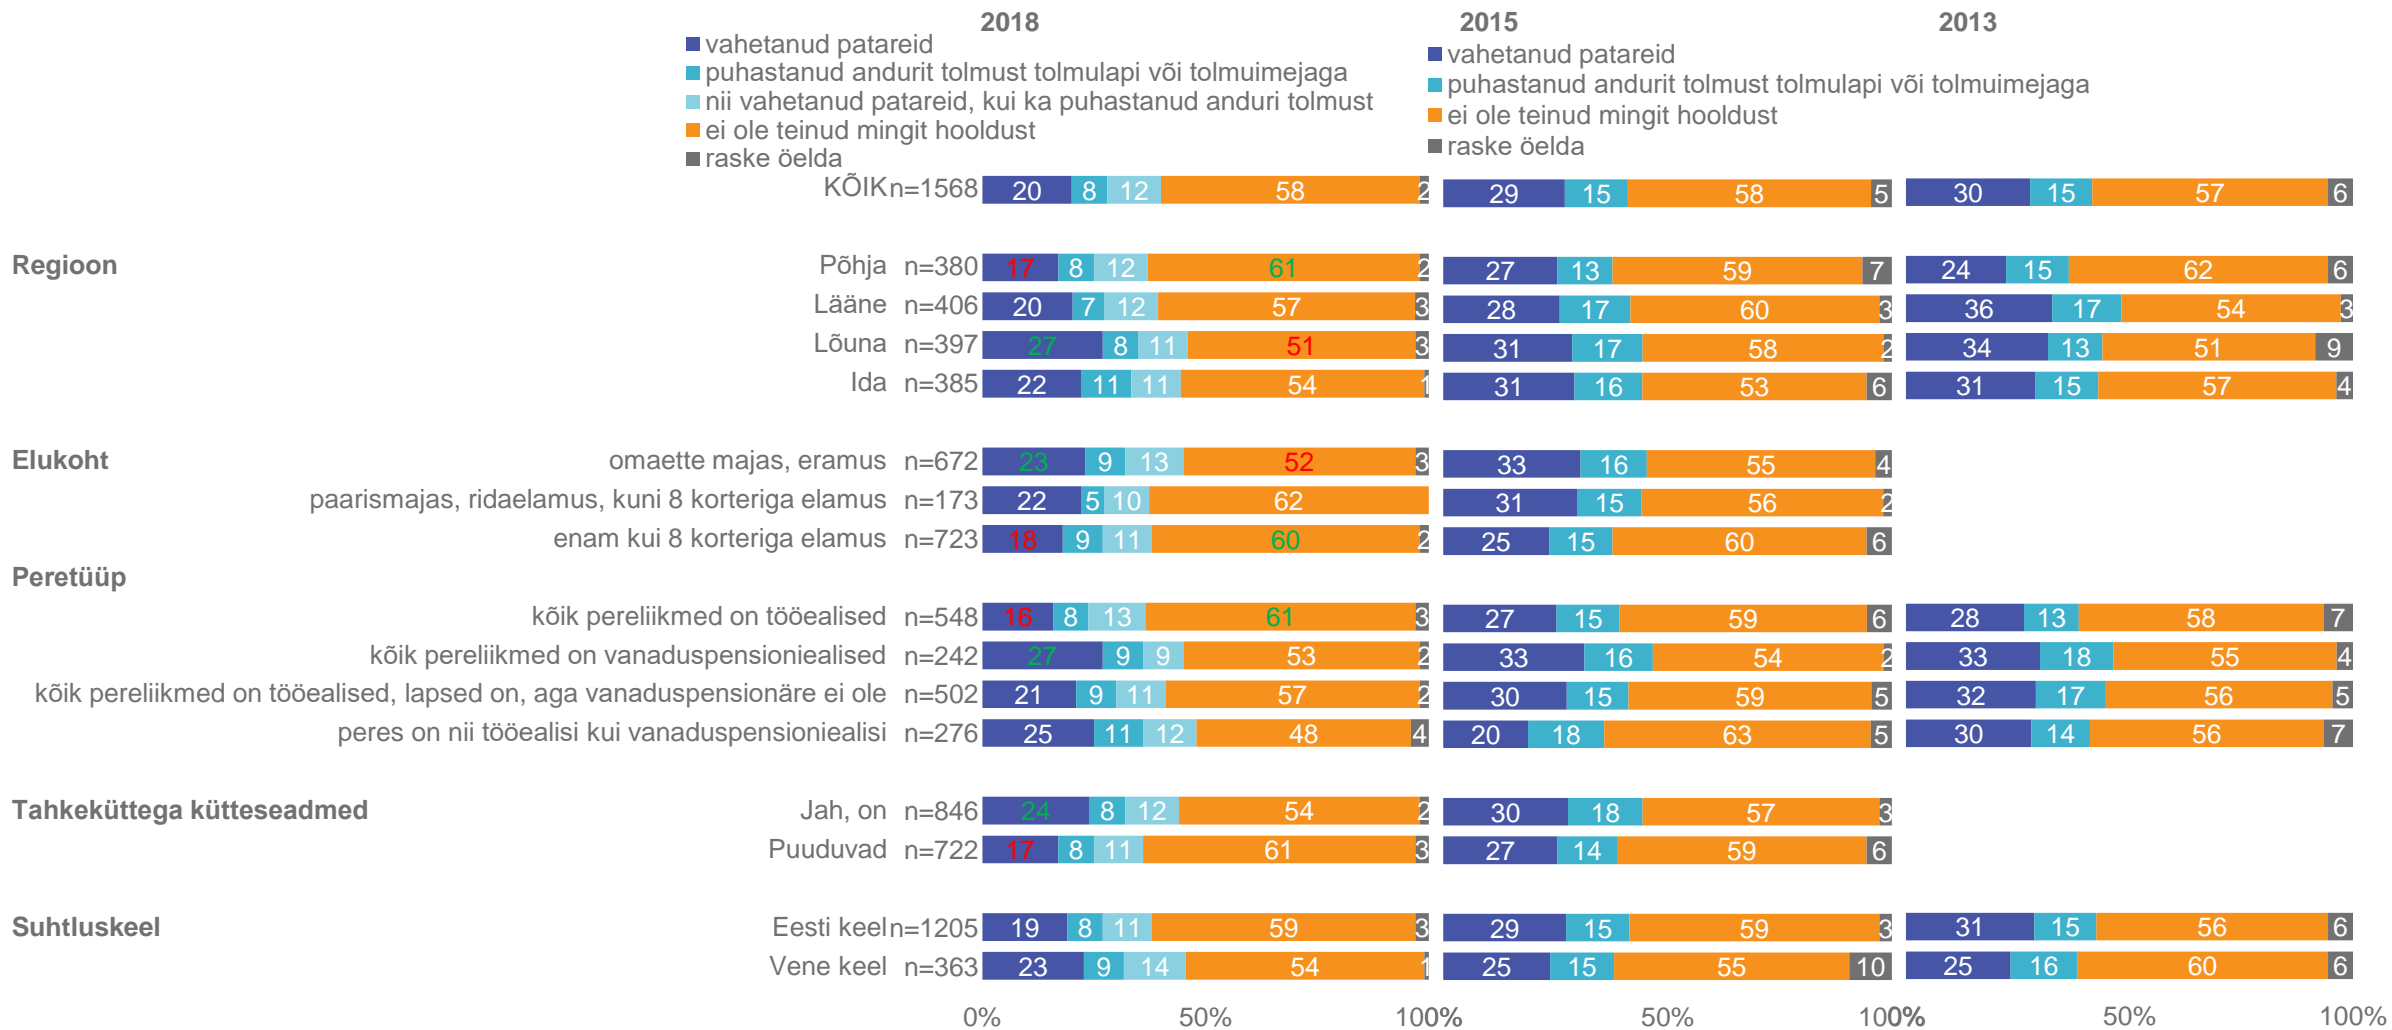 2018 2015 2013
vahetanud patareid
puhastanud andurit tolmust tolmulapi või tolmuimejaga
nii vahetanud patareid, kui ka puhastanud anduri tolmust
ei ole teinud mingit hooldust
raske öelda
vahetanud patareid
puhastanud andurit tolmust tolmulapi või tolmuimejaga
ei ole teinud mingit hooldust
raske öelda
KÕIK n=1568 20 8 12 58 2 29 15 58 5 30 15 57 6
Regioon Põhja n=380 17 8 12 61 2 27 13 59 7 24 15 62 6
Lääne n=406 20 7 12 57 3 28 17 60 3 36 17 54 3
Lõuna n=397 27 8 11 51 3 31 17 58 2 34 13 51 9
Ida n=385 22 11 11 54 1 31 16 53 6 31 15 57 4
Elukoht omaette majas, eramus n=672 23 9 13 52 3 33 16 55 4
paarismajas, ridaelamus, kuni 8 korteriga elamus n=173 22 5 10 62 31 15 56 2
enam kui 8 korteriga elamus n=723 18 9 11 60 2 25 15 60 6
Peretüüp
kõik pereliikmed on tööealised n=548 16 8 13 61 3 27 15 59 6 28 13 58 7
kõik pereliikmed on vanaduspensioniealised n=242 27 9 9 53 2 33 16 54 2 33 18 55 4
kõik pereliikmed on tööealised, lapsed on, aga vanaduspensionäre ei ole n=502 21 9 11 57 2 30 15 59 5 32 17 56 5
peres on nii tööealisi kui vanaduspensioniealisi n=276 25 11 12 48 4 20 18 63 5 30 14 56 7
Tahkeküttega kütteseadmed Jah, on n=846 24 8 12 54 2 30 18 57 3
Puuduvad n=722 17 8 11 61 3 27 14 59 6
Suhtluskeel Eesti keel n=1205 19 8 11 59 3 29 15 59 3 31 15 56 6
Vene keel n=363 23 9 14 54 1 25 15 55 10 25 16 60 6
0% 50% 100% 0% 50% 100% 0% 50% 100%